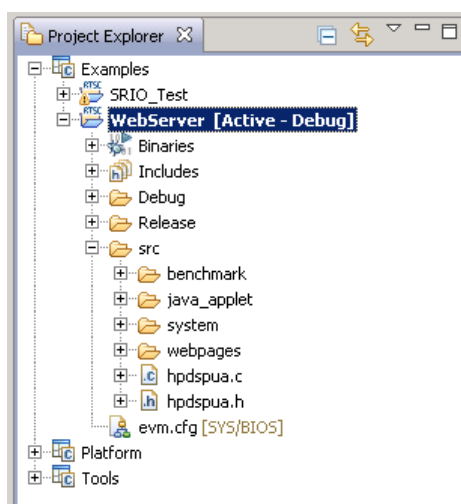 Project Explorer
Examples
RTSC
SRIO_Test
RTSC
WebServer [Active - Debug]
Binaries
Includes
Debug
Release
src
benchmark
java_applet
system
webpages
.c hpdspua.c
.h hpdspua.h
evm.cfg [SYS/BIOS]
Platform
Tools